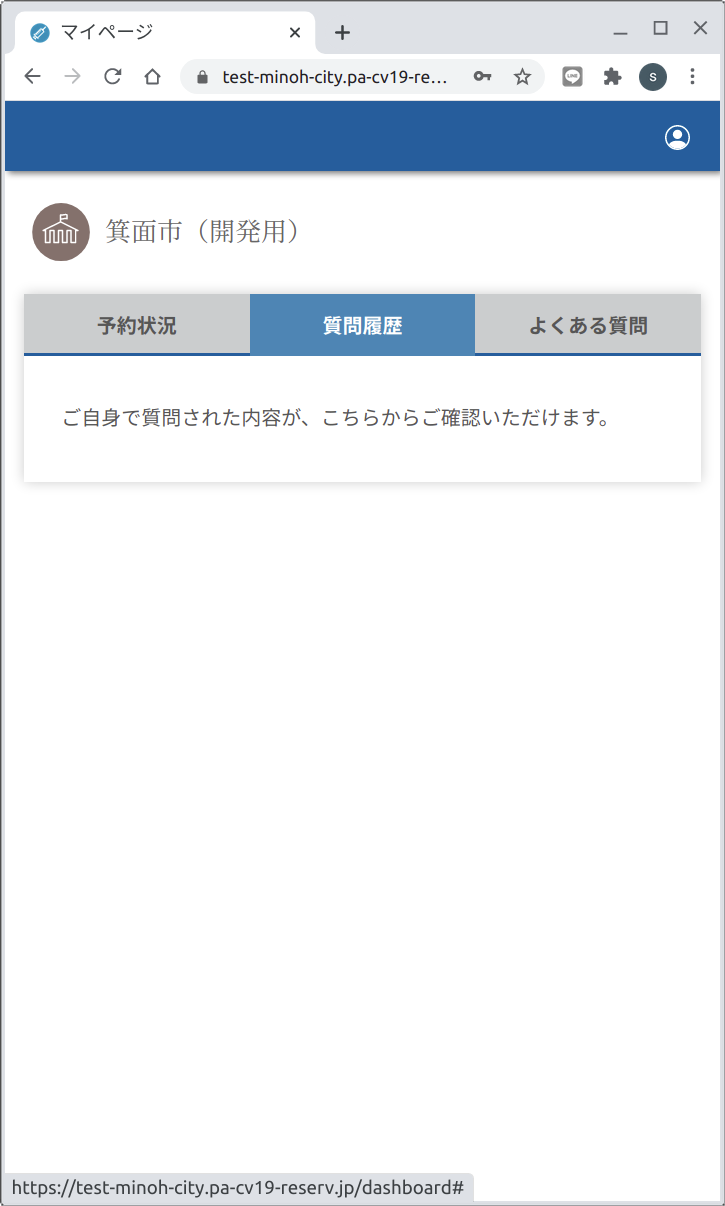 マイページ
test-minoh-city.pa-cv19-re...
LINE
S
箕面市（開発用）
予約状況
質問履歴
よくある質問
ご自身で質問された内容が、こちらからご確認いただけます。
https://test-minoh-city.pa-cv19-reserv.jp/dashboard#